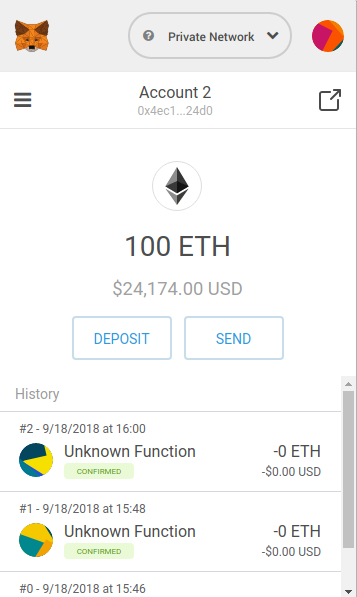 Private Network
Account 2
0x4ec1...24d0
100 ETH
$24,174.00 USD
DEPOSIT SEND
History
#2 - 9/18/2018 at 16:00
Unknown Function -0 ETH
CONFIRMED -$0.00 USD
#1 - 9/18/2018 at 15:48
Unknown Function -0 ETH
CONFIRMED -$0.00 USD
#0 - 9/18/2018 at 15:46